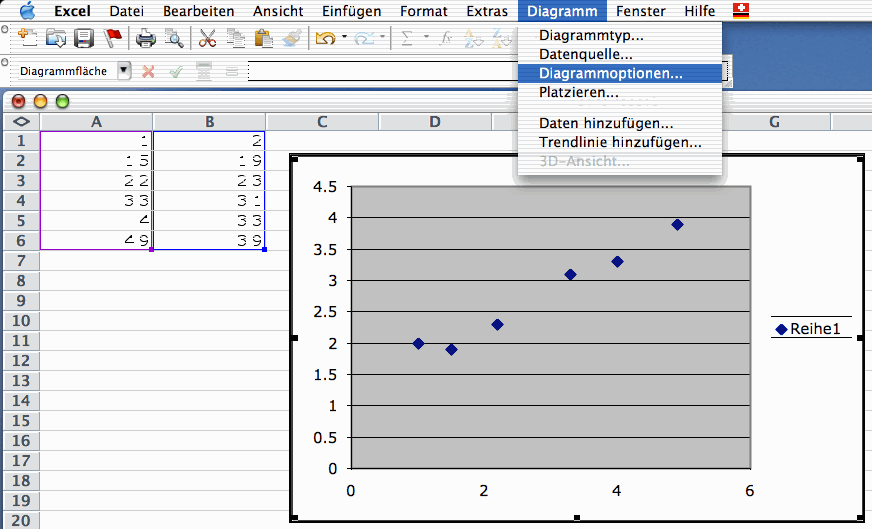 Excel Datei Bearbeiten Ansicht Einfügen Format Extras Diagramm Fenster Hilfe
Diagrammtyp...
Datenquelle...
Diagrammoptionen...
Platzieren...
Daten hinzufügen...
Trendlinie hinzufügen...
3D-Ansicht...
Diagrammfläche =
A B C D G
1 1 2
2 1 5 1 9
3 2 2 2 3
4 3 3 3 1
5 4 3 3
6 4 9 3 9
7
8
9
10
11
12
13
14
15
16
17
18
19
20
4.5
4
3.5
3
2.5
2
1.5
1
0.5
0
0 2 4 6
Reihe1